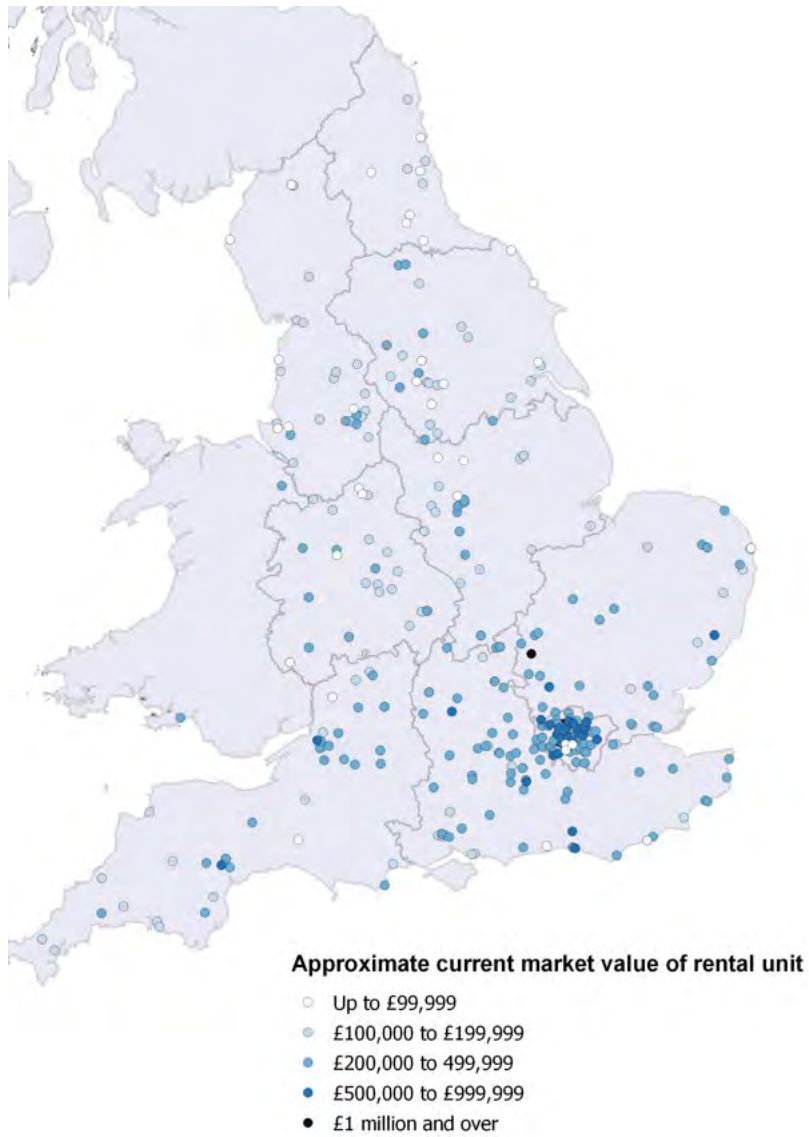 Approximate current market value of rental unit
Up to £99,999
£100,000 to £199,999
£200,000 to 499,999
£500,000 to £999,999
£1 million and over